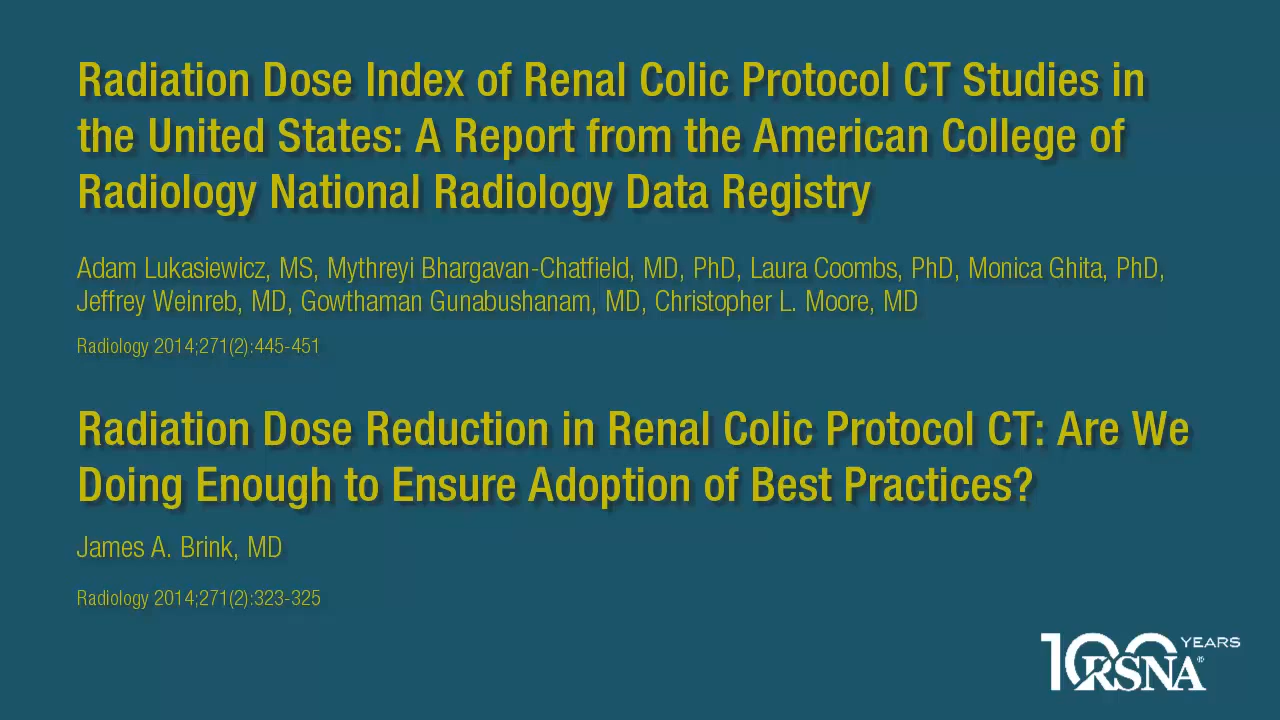 Radiation Dose Index of Renal Colic Protocol CT Studies in
the United States: A Report from the American College of
Radiology National Radiology Data Registry
Adam Lukasiewicz, MS, Mythreyi Bhargavan-Chatfield, MD, PhD, Laura Coombs, PhD, Monica Ghita, PhD,
Jeffrey Weinreb, MD, Gowthaman Gunabushanam, MD, Christopher L. Moore, MD
Radiology 2014;271(2):445-451
Radiation Dose Reduction in Renal Colic Protocol CT: Are We
Doing Enough to Ensure Adoption of Best Practices?
James A. Brink, MD
Radiology 2014;271(2):323-325
100 YEARS
RSNA®